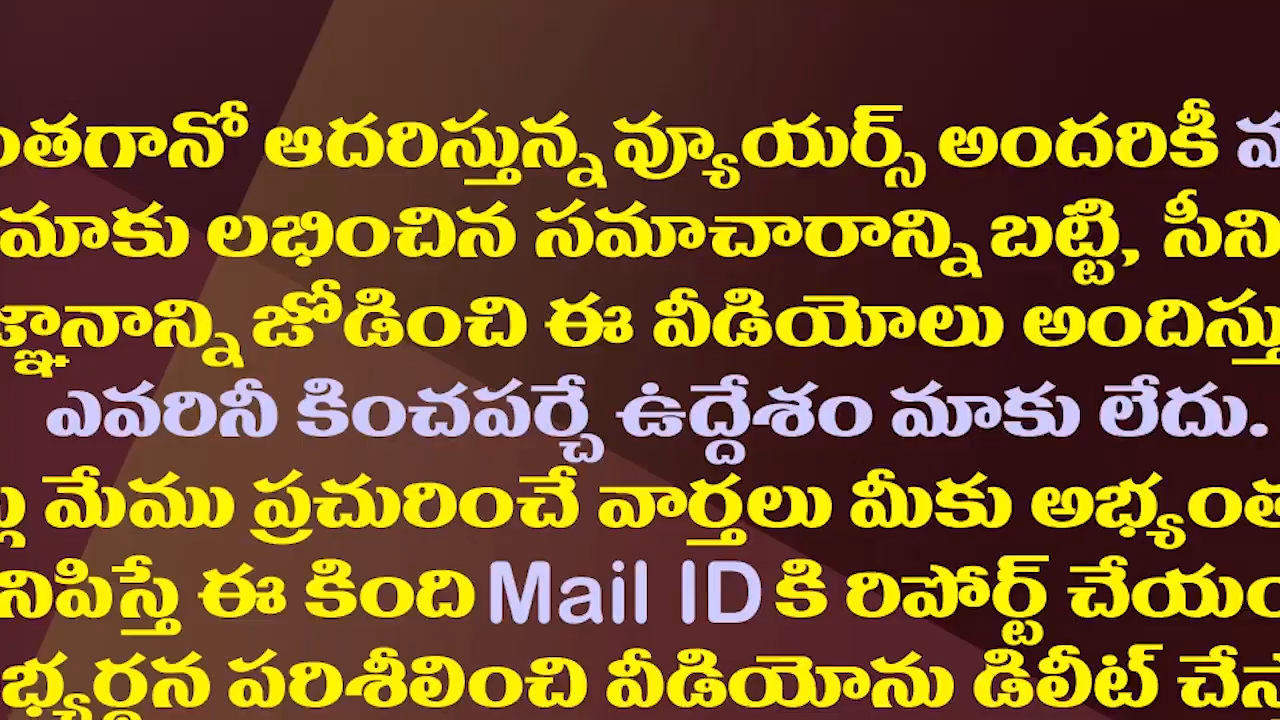 ఆదరిస్తున్న వ్యూయర్స్ అందరికీ
మాకు లభించిన సమాచారాన్ని బట్టి,
జోడించి ఈ వీడియోలు
ఎవరినీ కించపర్చే ఉద్దేశం మాకు లేదు.
మేము ప్రచురించే వార్తలు మీకు
ఈ కింది Mail ID కి రిపోర్ట్
పరిశీలించి వీడియోను డిలీట్